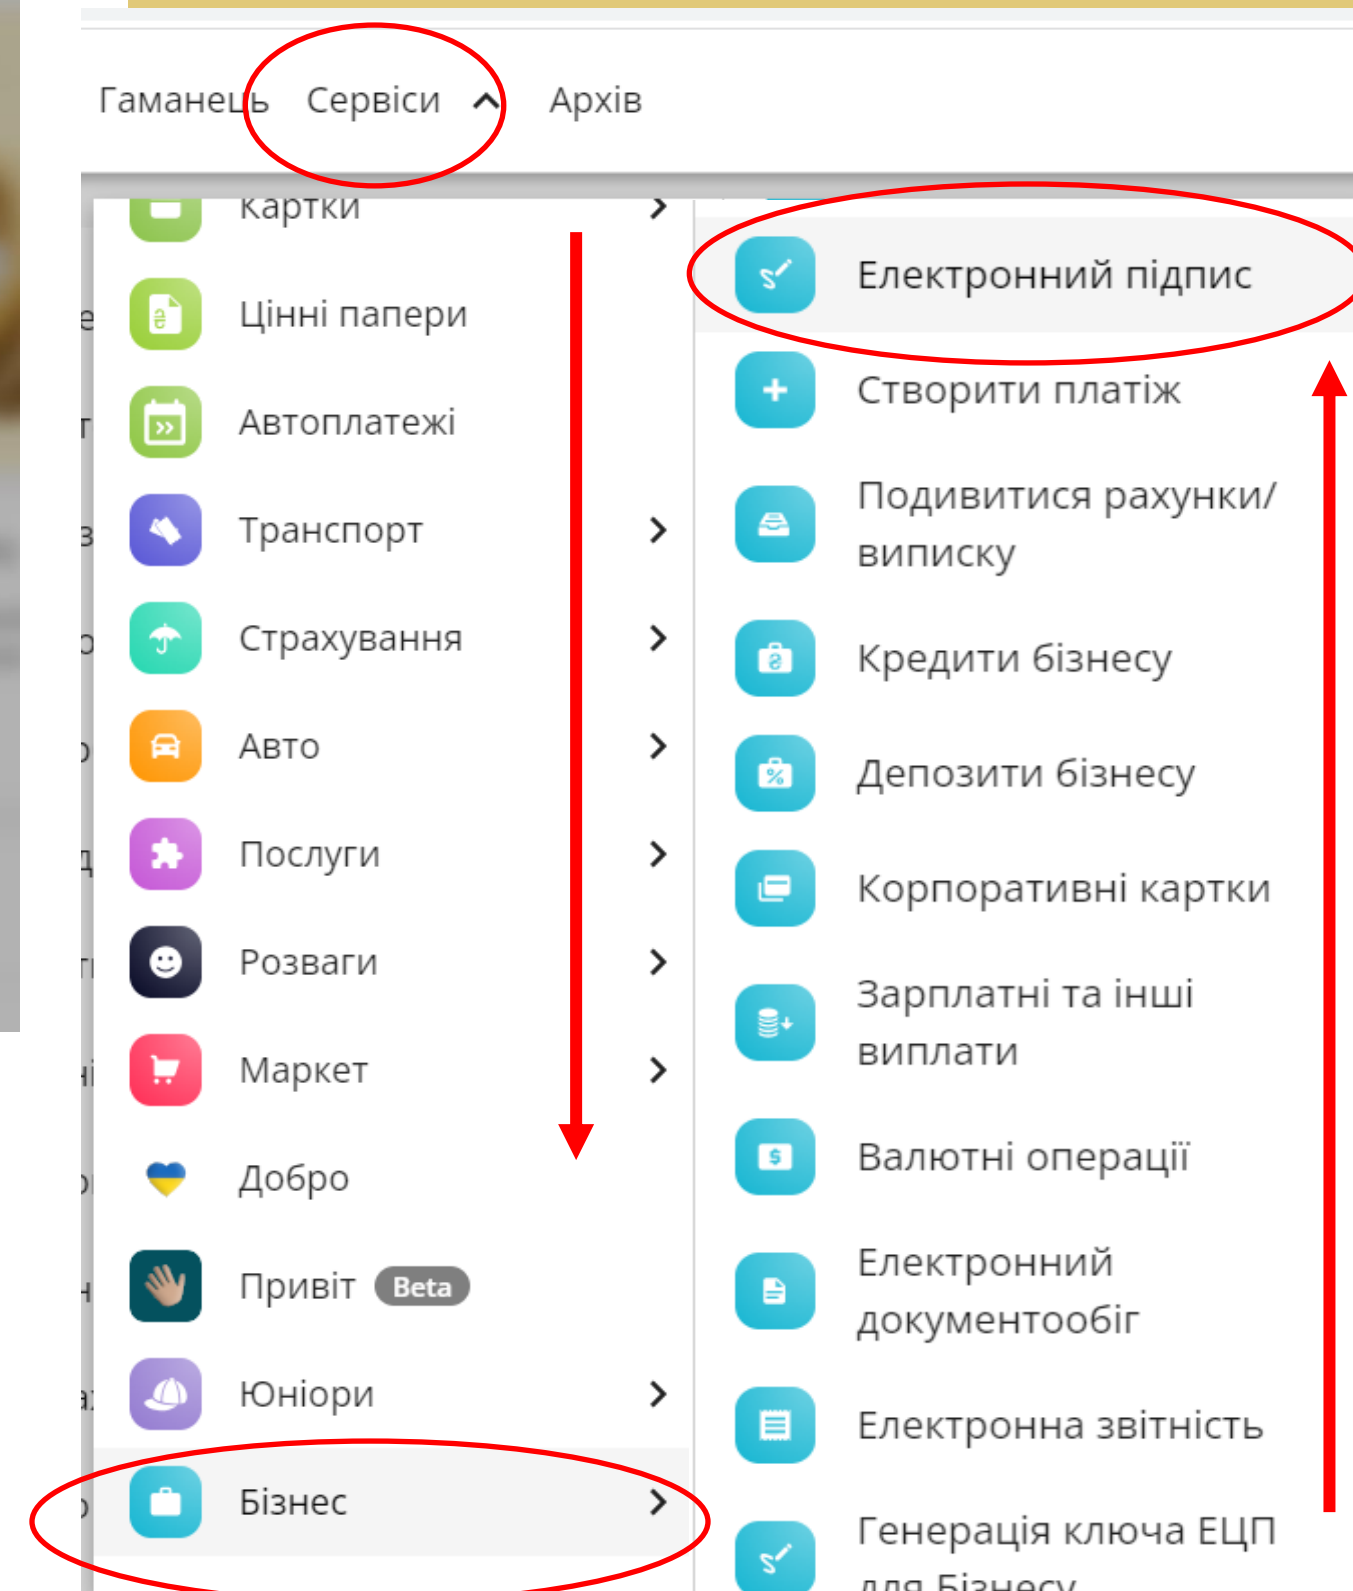 Гаманець Сервіси Архів
Картки
Цінні папери
Автоплатежі
Транспорт
Страхування
Авто
Послуги
Розваги
Маркет
Добро
Привіт Beta
Юніори
Бізнес
Електронний підпис
Створити платіж
Подивитися рахунки/
виписку
Кредити бізнесу
Депозити бізнесу
Корпоративні картки
Зарплатні та інші
виплати
Валютні операції
Електронний
документообіг
Електронна звітність
Генерація ключа ЕЦП
для Бізнесу